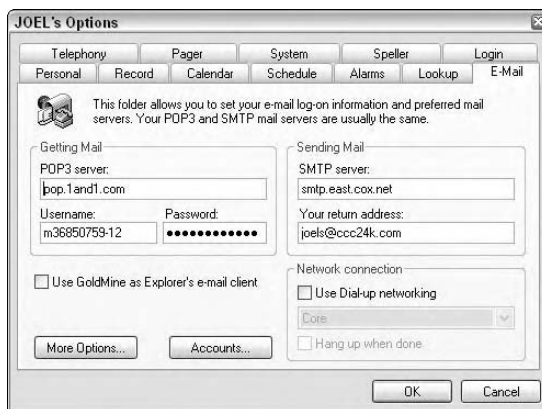 JOEL's Options
Telephony Pager System Speller Login
Personal Record Calendar Schedule Alarms Lookup E-Mail
This folder allows you to set your e-mail log-on information and preferred mail
servers. Your POP3 and SMTP mail servers are usually the same.
Getting Mail
POP3 server:
pop.1and1.com
Username: Password:
m36850759-12 ●●●●●●●●●●●●
Use GoldMine as Explorer's e-mail client
More Options... Accounts...
Sending Mail
SMTP server:
smtp.east.cox.net
Your return address:
joels@ccc24k.com
Network connection
Use Dial-up networking
Core
Hang up when done
OK Cancel